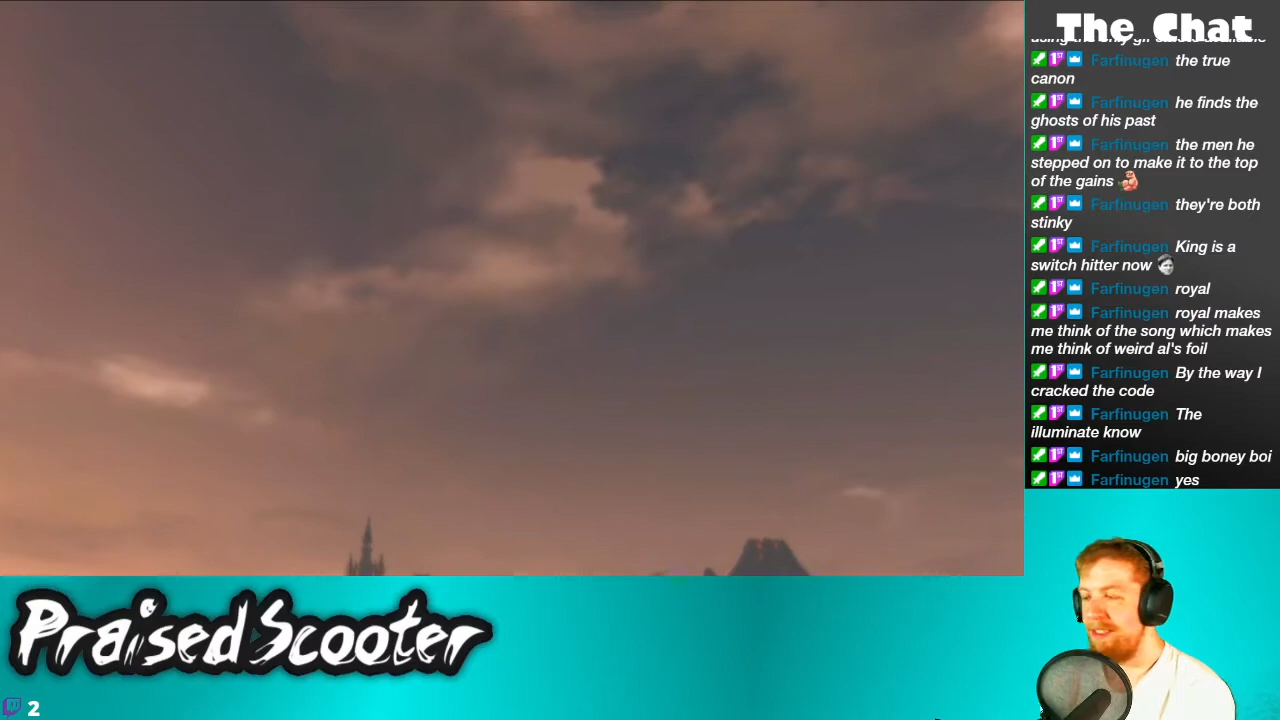 The Chat
Farfinugen the true
canon
Farfinugen he finds the
ghosts of his past
Farfinugen the men he
stepped on to make it to the top
of the gains
Farfinugen they're both
stinky
Farfinugen King is a
switch hitter now
Farfinugen royal
Farfinugen royal makes
me think of the song which makes
me think of weird al's foil
Farfinugen By the way I
cracked the code
Farfinugen The
illuminate know
Farfinugen big boney boi
Farfinugen yes
PraisedScooter
2